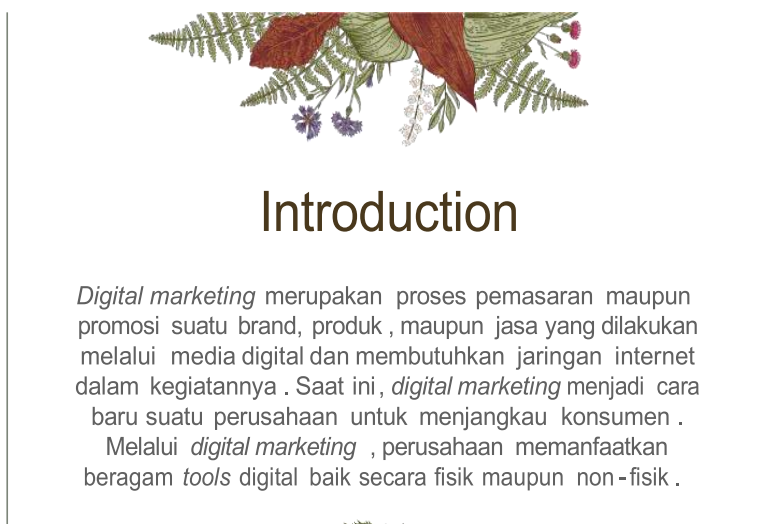 Introduction
Digital marketing merupakan proses pemasaran maupun
promosi suatu brand, produk , maupun jasa yang dilakukan
melalui media digital dan membutuhkan jaringan internet
dalam kegiatannya . Saat ini , digital marketing menjadi cara
baru suatu perusahaan untuk menjangkau konsumen .
Melalui digital marketing , perusahaan memanfaatkan
beragam tools digital baik secara fisik maupun non - fisik .